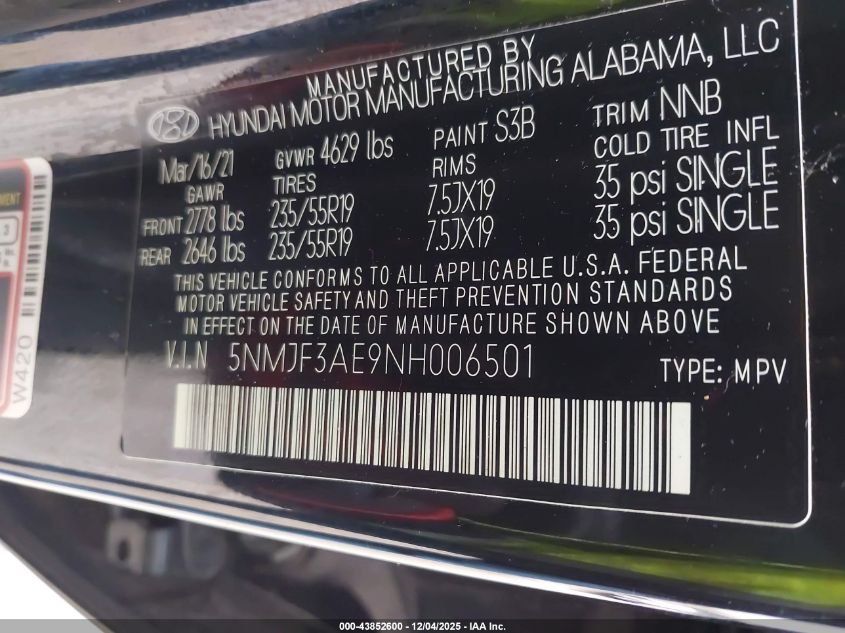 MANUFACTURED BY
HYUNDAI MOTOR MANUFACTURING ALABAMA, LLC
Mar/16/21 GVWR 4629 lbs PAINT S3B TRIM NNB
GAWR TIRES RIMS COLD TIRE INFL
FRONT 2778 lbs 235/55R19 7.5JX19 35 psi SINGLE
REAR 2646 lbs 235/55R19 7.5JX19 35 psi SINGLE
THIS VEHICLE CONFORMS TO ALL APPLICABLE U.S.A. FEDERAL
MOTOR VEHICLE SAFETY AND THEFT PREVENTION STANDARDS
IN EFFECT ON THE DATE OF MANUFACTURE SHOWN ABOVE
V.I.N 5NMJF3AE9NH006501 TYPE: MPV
W420
000-43852600 - 12/04/2025 - IAA Inc.